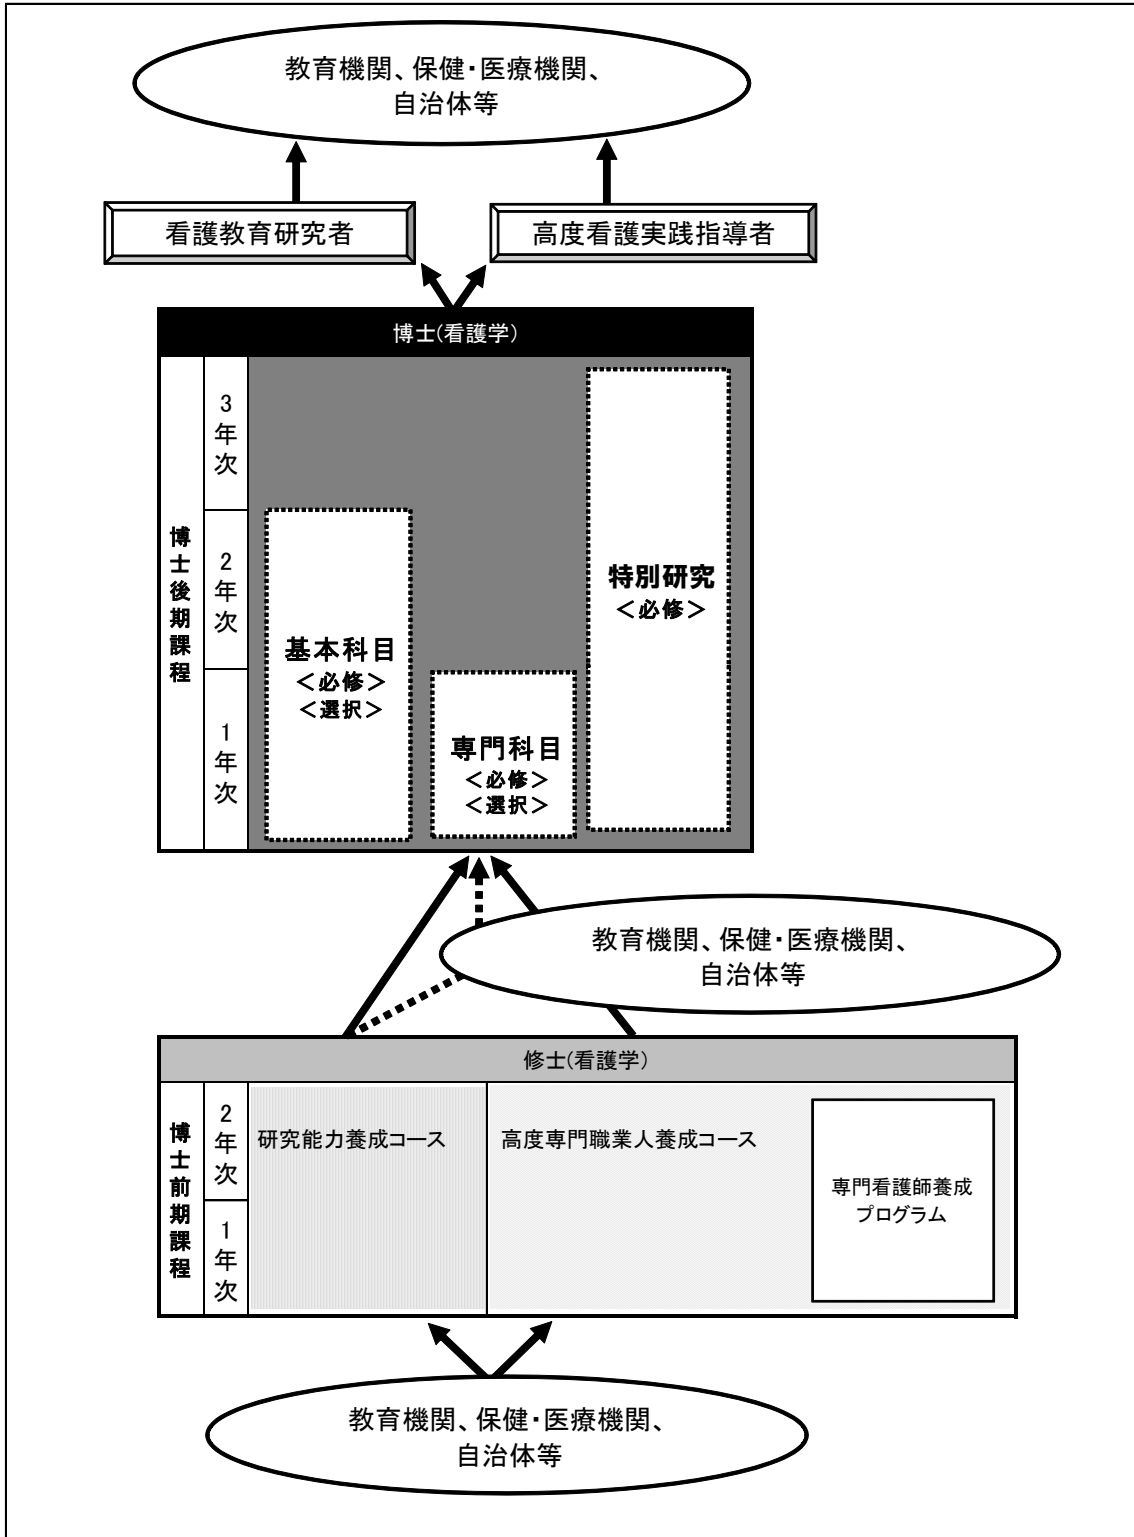 教育機関、保健・医療機関、
自治体等
看護教育研究者
高度看護実践指導者
博士(看護学)
博士後期課程
3年次
2年次
1年次
基本科目
＜必修＞
＜選択＞
専門科目
＜必修＞
＜選択＞
特別研究
＜必修＞
教育機関、保健・医療機関、
自治体等
修士(看護学)
博士前期課程
2年次
1年次
研究能力養成コース
高度専門職業人養成コース
専門看護師養成
プログラム
教育機関、保健・医療機関、
自治体等